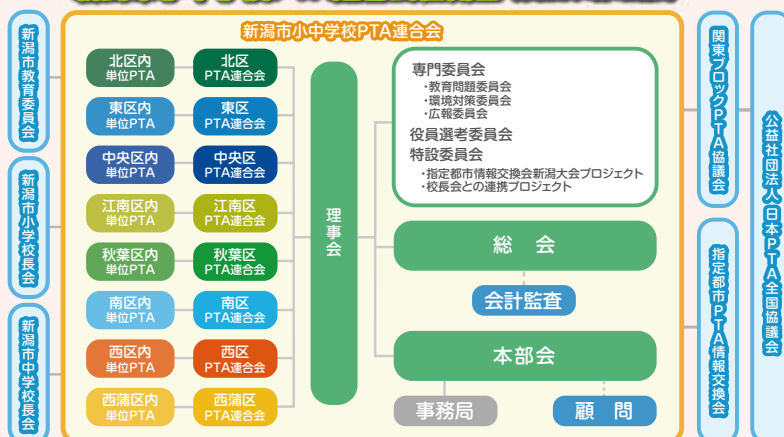 新潟市小中学校PTA連合会
新潟市教育委員会
新潟市小学校長会
新潟市中学校長会
北区内
単位PTA
北区
PTA連合会
東区内
単位PTA
東区
PTA連合会
中央区内
単位PTA
中央区
PTA連合会
江南区内
単位PTA
江南区
PTA連合会
秋葉区内
単位PTA
秋葉区
PTA連合会
南区内
単位PTA
南区
PTA連合会
西区内
単位PTA
西区
PTA連合会
西蒲区内
単位PTA
西蒲区
PTA連合会
理事会
専門委員会
・教育問題委員会
・環境対策委員会
・広報委員会
役員選考委員会
特設委員会
・指定都市情報交換会新潟大会プロジェクト
・校長会との連携プロジェクト
総会
会計監査
本部会
事務局
顧問
関東ブロックPTA協議会
指定都市PTA情報交換会
公益社団法人日本PTA全国協議会